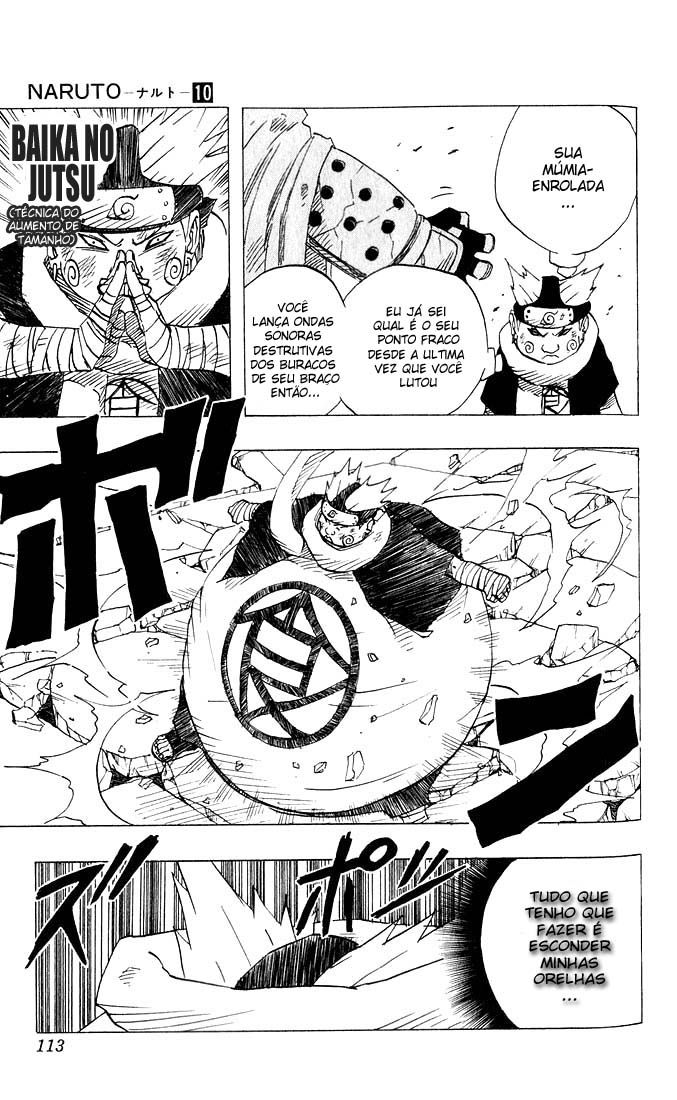 NARUTO —ナルト— 10
SUA
MÚMIA-
ENROLADA
...
EU JÁ SEI
QUAL É O SEU
PONTO FRACO
DESDE A ULTIMA
VEZ QUE VOCÊ
LUTOU
VOCÊ
LANÇA ONDAS
SONORAS
DESTRUTIVAS
DOS BURACOS
DE SEU BRAÇO
ENTÃO...
BAIKA NO
JUTSU
(TÉCNICA DO
AUMENTO DE
TAMANHO)
ボンッ
食
TUDO QUE
TENHO QUE
FAZER É
ESCONDER
MINHAS
ORELHAS
...
ズポッ
113